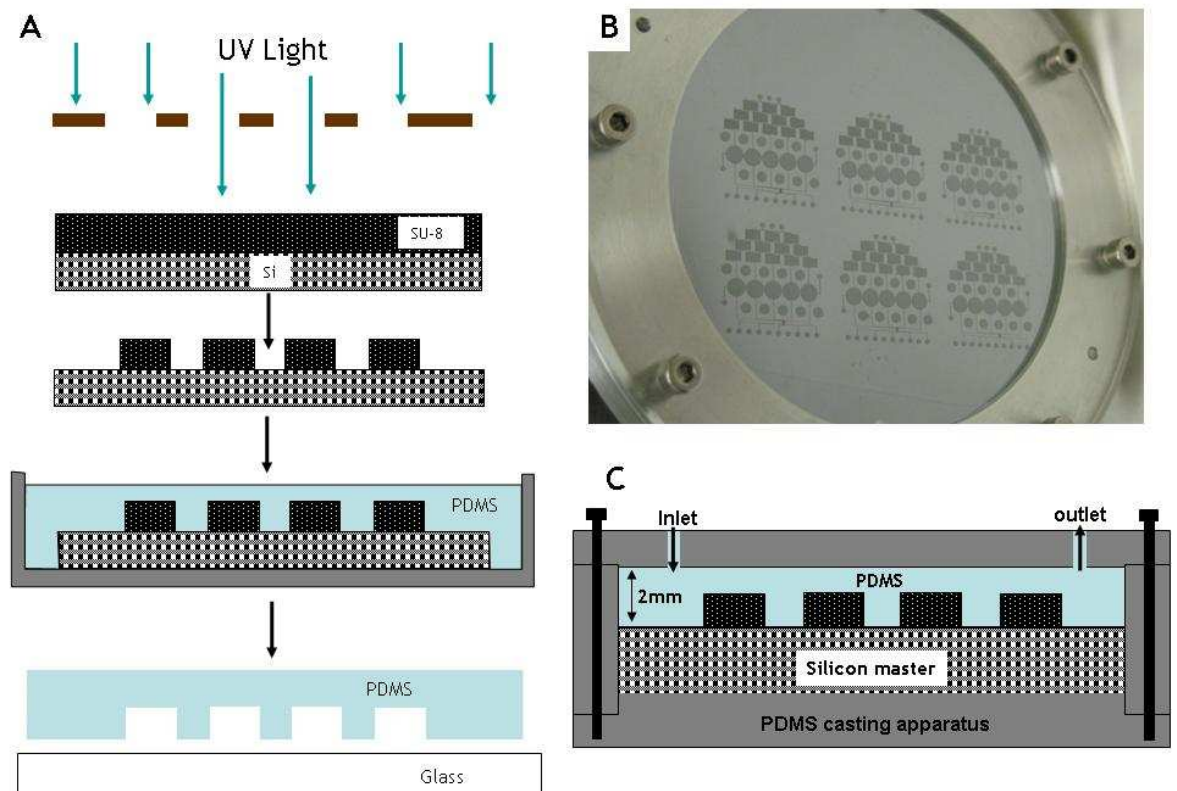 A
UV Light
SU-8
Si
PDMS
PDMS
Glass
B
C
Inlet
outlet
PDMS
2mm
Silicon master
PDMS casting apparatus